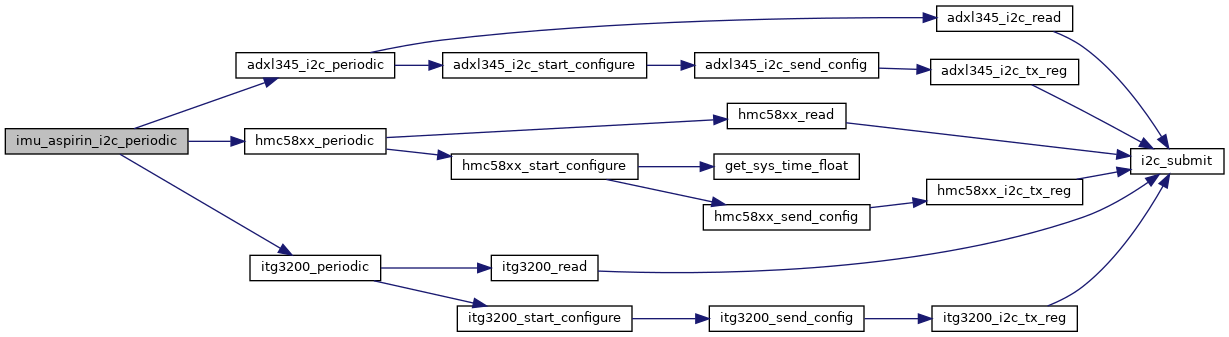 adxl345_i2c_read
adxl345_i2c_periodic
adxl345_i2c_start_configure
adxl345_i2c_send_config
adxl345_i2c_tx_reg
hmc58xx_read
imu_aspirin_i2c_periodic
hmc58xx_periodic
hmc58xx_start_configure
get_sys_time_float
i2c_submit
hmc58xx_i2c_tx_reg
hmc58xx_send_config
itg3200_periodic
itg3200_read
itg3200_start_configure
itg3200_send_config
itg3200_i2c_tx_reg